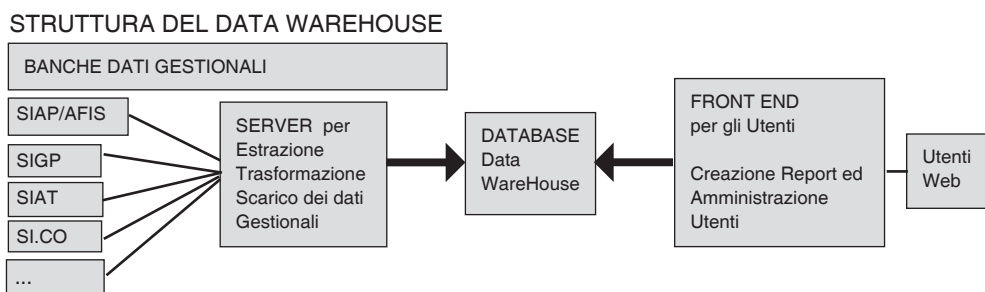 STRUTTURA DEL DATA WAREHOUSE
BANCHE DATI GESTIONALI
SIAP/AFIS
SIGP
SIAT
SI.CO
...
SERVER per
Estrazione
Trasformazione
Scarico dei dati
Gestionali
DATABASE
Data
WareHouse
FRONT END
per gli Utenti
Creazione Report ed
Amministrazione
Utenti
Utenti
Web